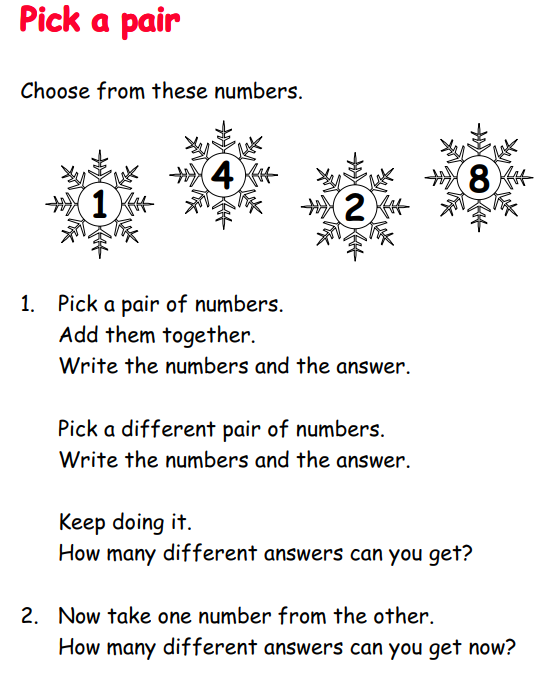 Pick a pair
Choose from these numbers.
1 4 2 8
1. Pick a pair of numbers.
Add them together.
Write the numbers and the answer.
Pick a different pair of numbers.
Write the numbers and the answer.
Keep doing it.
How many different answers can you get?
2. Now take one number from the other.
How many different answers can you get now?